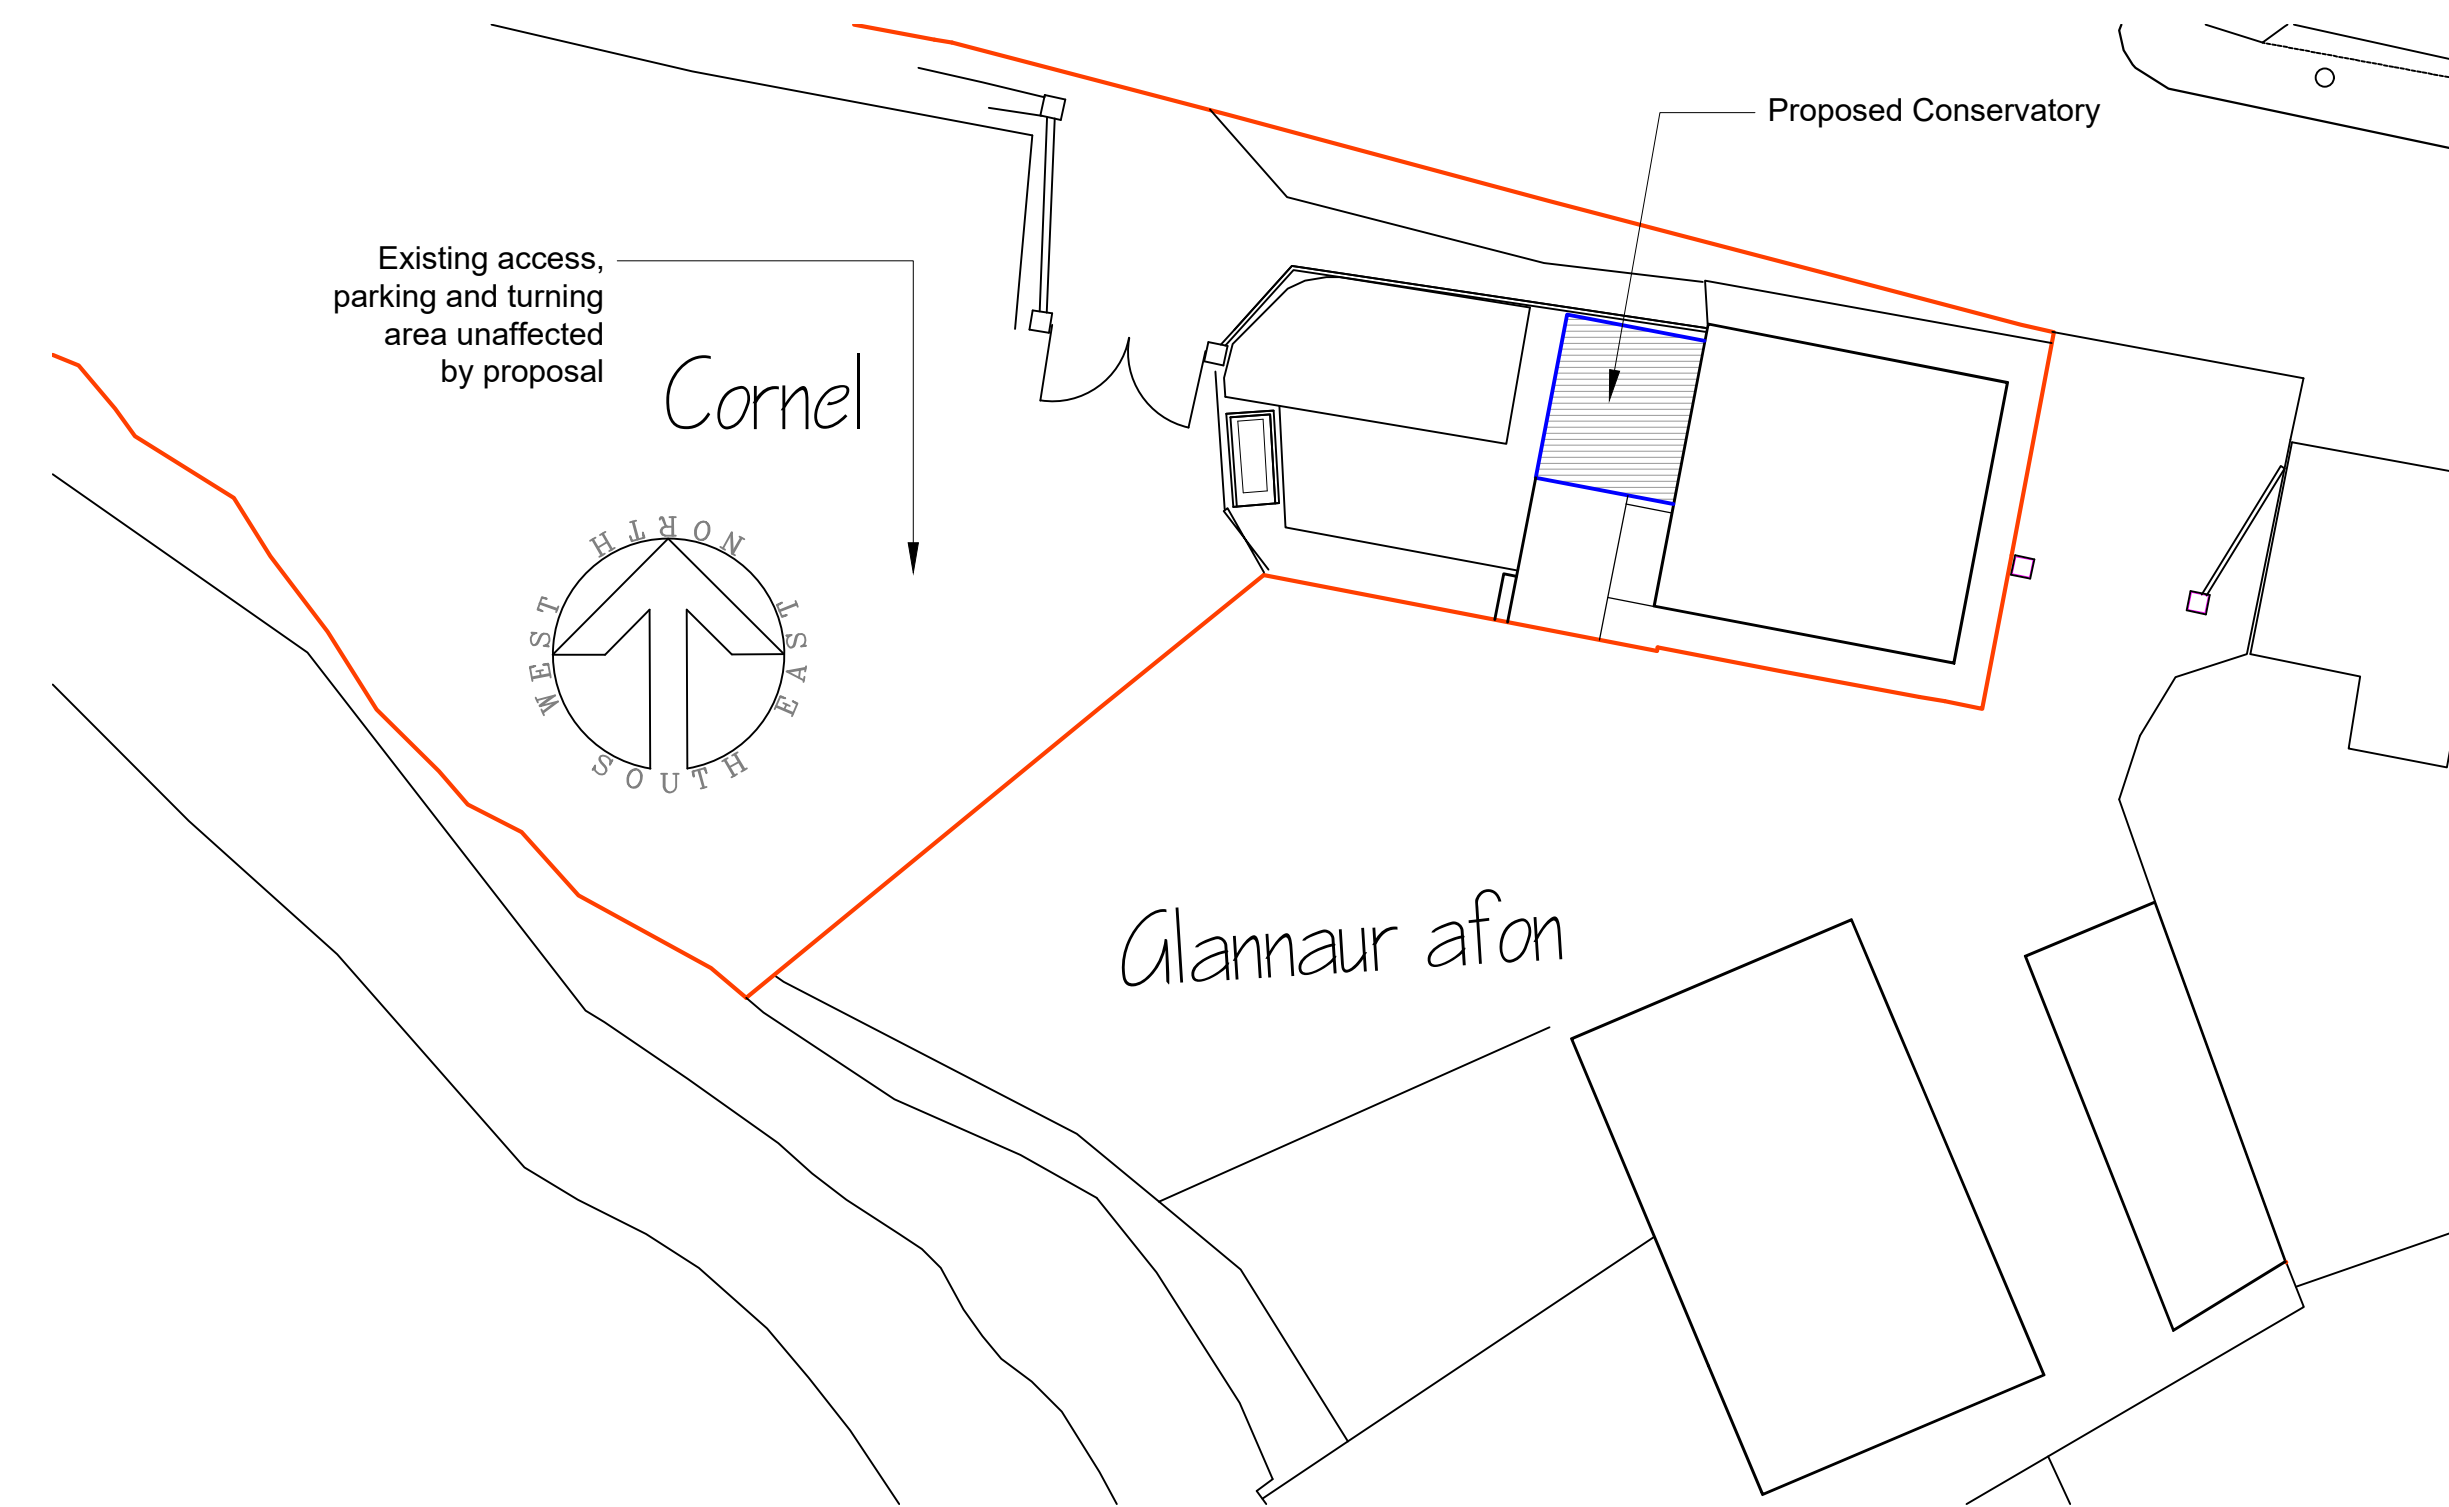 Proposed Conservatory
Existing access,
parking and turning
area unaffected
by proposal
Cornel
NORTH
WEST
EAST
SOUTH
Glannaur afon